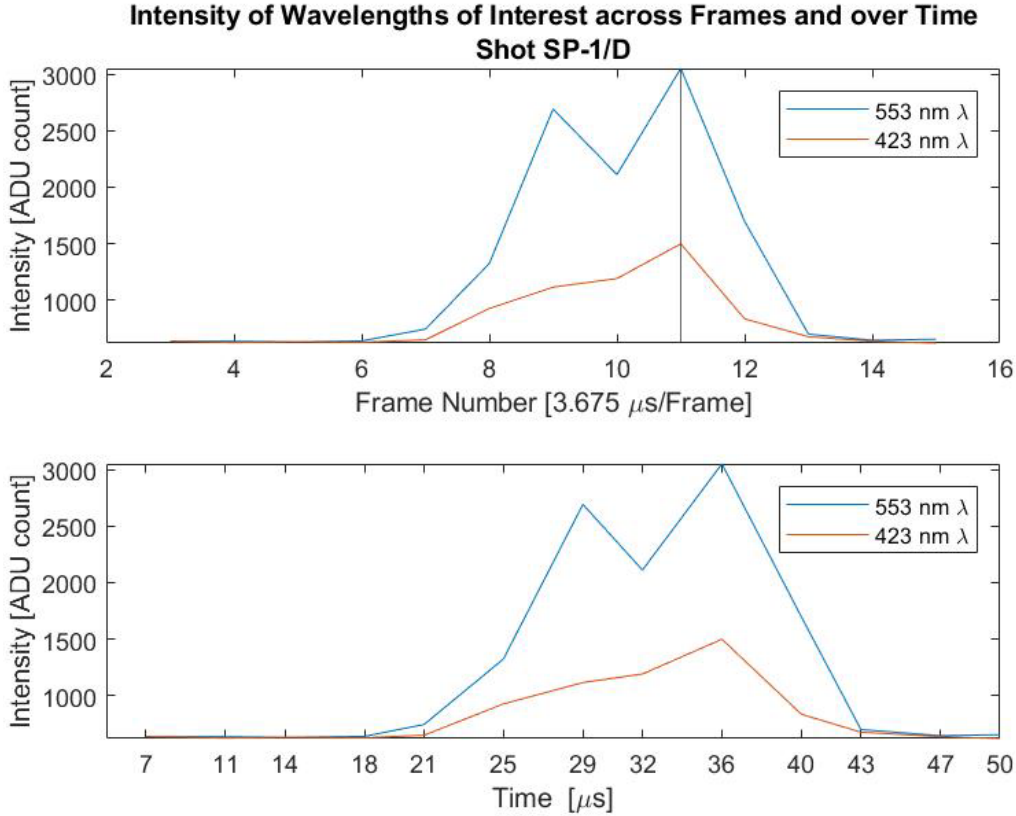 Intensity of Wavelengths of Interest across Frames and over Time
Shot SP-1/D
3000
2500
2000
1500
1000
Intensity [ADU count]
553 nm λ
423 nm λ
2 4 6 8 10 12 14 16
Frame Number [3.675 μs/Frame]
3000
2500
2000
1500
1000
Intensity [ADU count]
553 nm λ
423 nm λ
7 11 14 18 21 25 29 32 36 40 43 47 50
Time [μs]